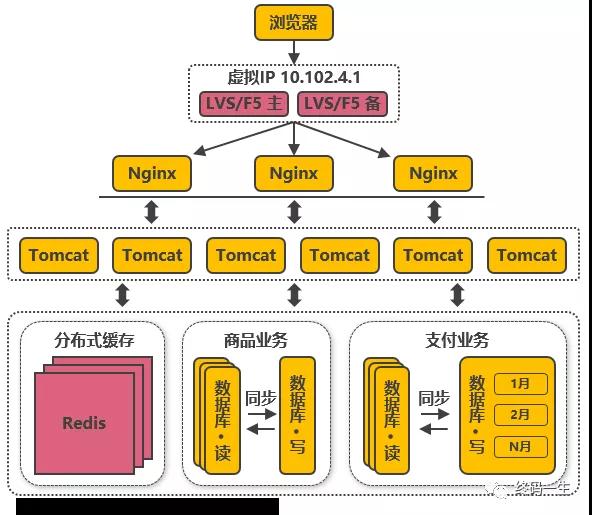 浏览器
虚拟IP 10.102.4.1
LVS/F5 主 LVS/F5 备
Nginx Nginx Nginx
Tomcat Tomcat Tomcat Tomcat Tomcat Tomcat
分布式缓存
Redis
商品业务
数据库·读
同步
数据库·写
支付业务
数据库·读
同步
数据库·写
1月
2月
N月
终码一生